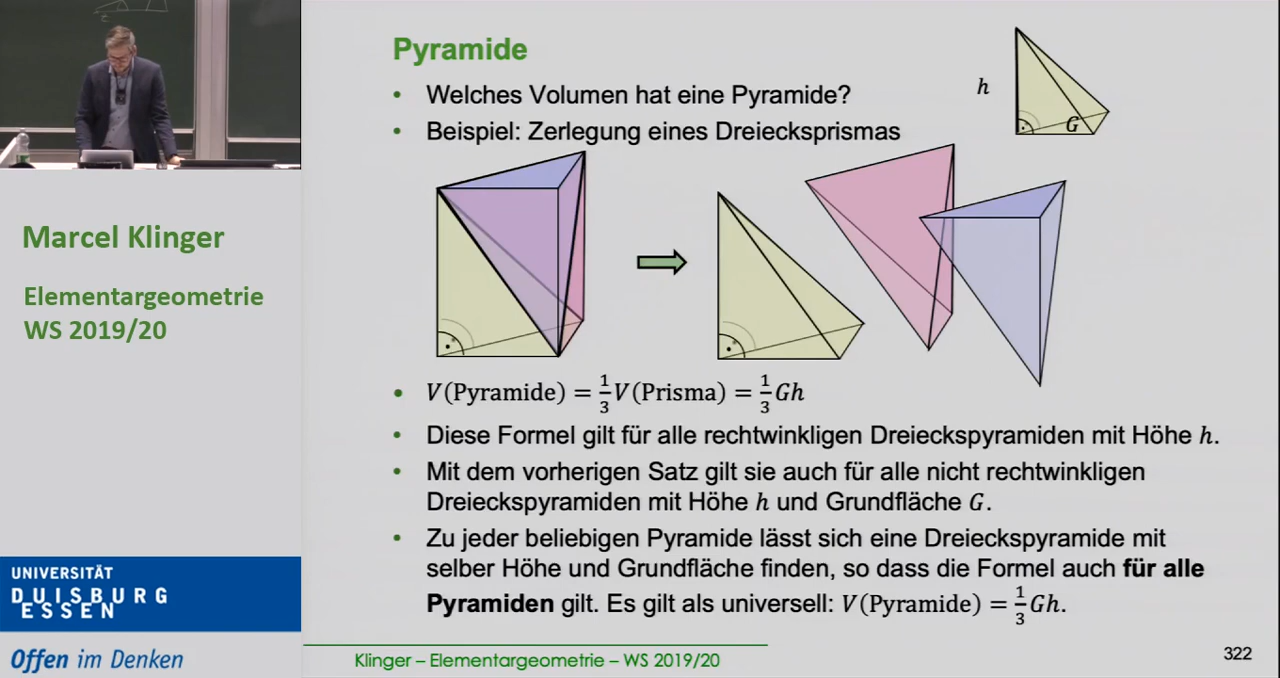 Pyramide
• Welches Volumen hat eine Pyramide?
• Beispiel: Zerlegung eines Dreiecksprismas
h
G
• V(Pyramide) = 1/3 V(Prisma) = 1/3 Gh
• Diese Formel gilt für alle rechtwinkligen Dreieckspyramiden mit Höhe h.
• Mit dem vorherigen Satz gilt sie auch für alle nicht rechtwinkligen
Dreieckspyramiden mit Höhe h und Grundfläche G.
• Zu jeder beliebigen Pyramide lässt sich eine Dreieckspyramide mit
selber Höhe und Grundfläche finden, so dass die Formel auch für alle
Pyramiden gilt. Es gilt als universell: V(Pyramide) = 1/3 Gh.
Klinger – Elementargeometrie – WS 2019/20
322
Marcel Klinger
Elementargeometrie
WS 2019/20
UNIVERSITÄT
DUISBURG
ESSEN
Offen im Denken